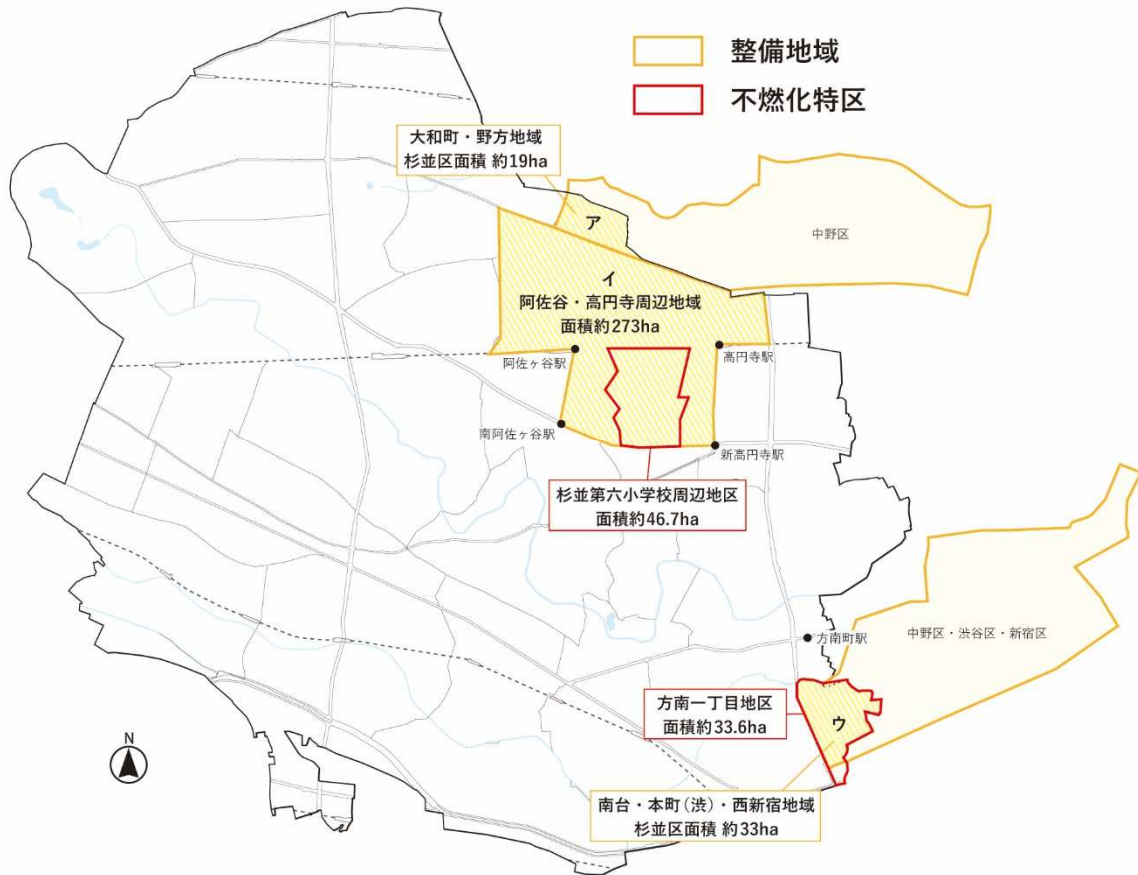 整備地域
不燃化特区
大和町・野方地域
杉並区面積 約19ha
ア
中野区
イ
阿佐谷・高円寺周辺地域
面積約273ha
阿佐ヶ谷駅
高円寺駅
南阿佐ヶ谷駅
新高円寺駅
杉並第六小学校周辺地区
面積約46.7ha
方南町駅
中野区・渋谷区・新宿区
方南一丁目地区
面積約33.6ha
ウ
N
南台・本町(渋)・西新宿地域
杉並区面積 約33ha